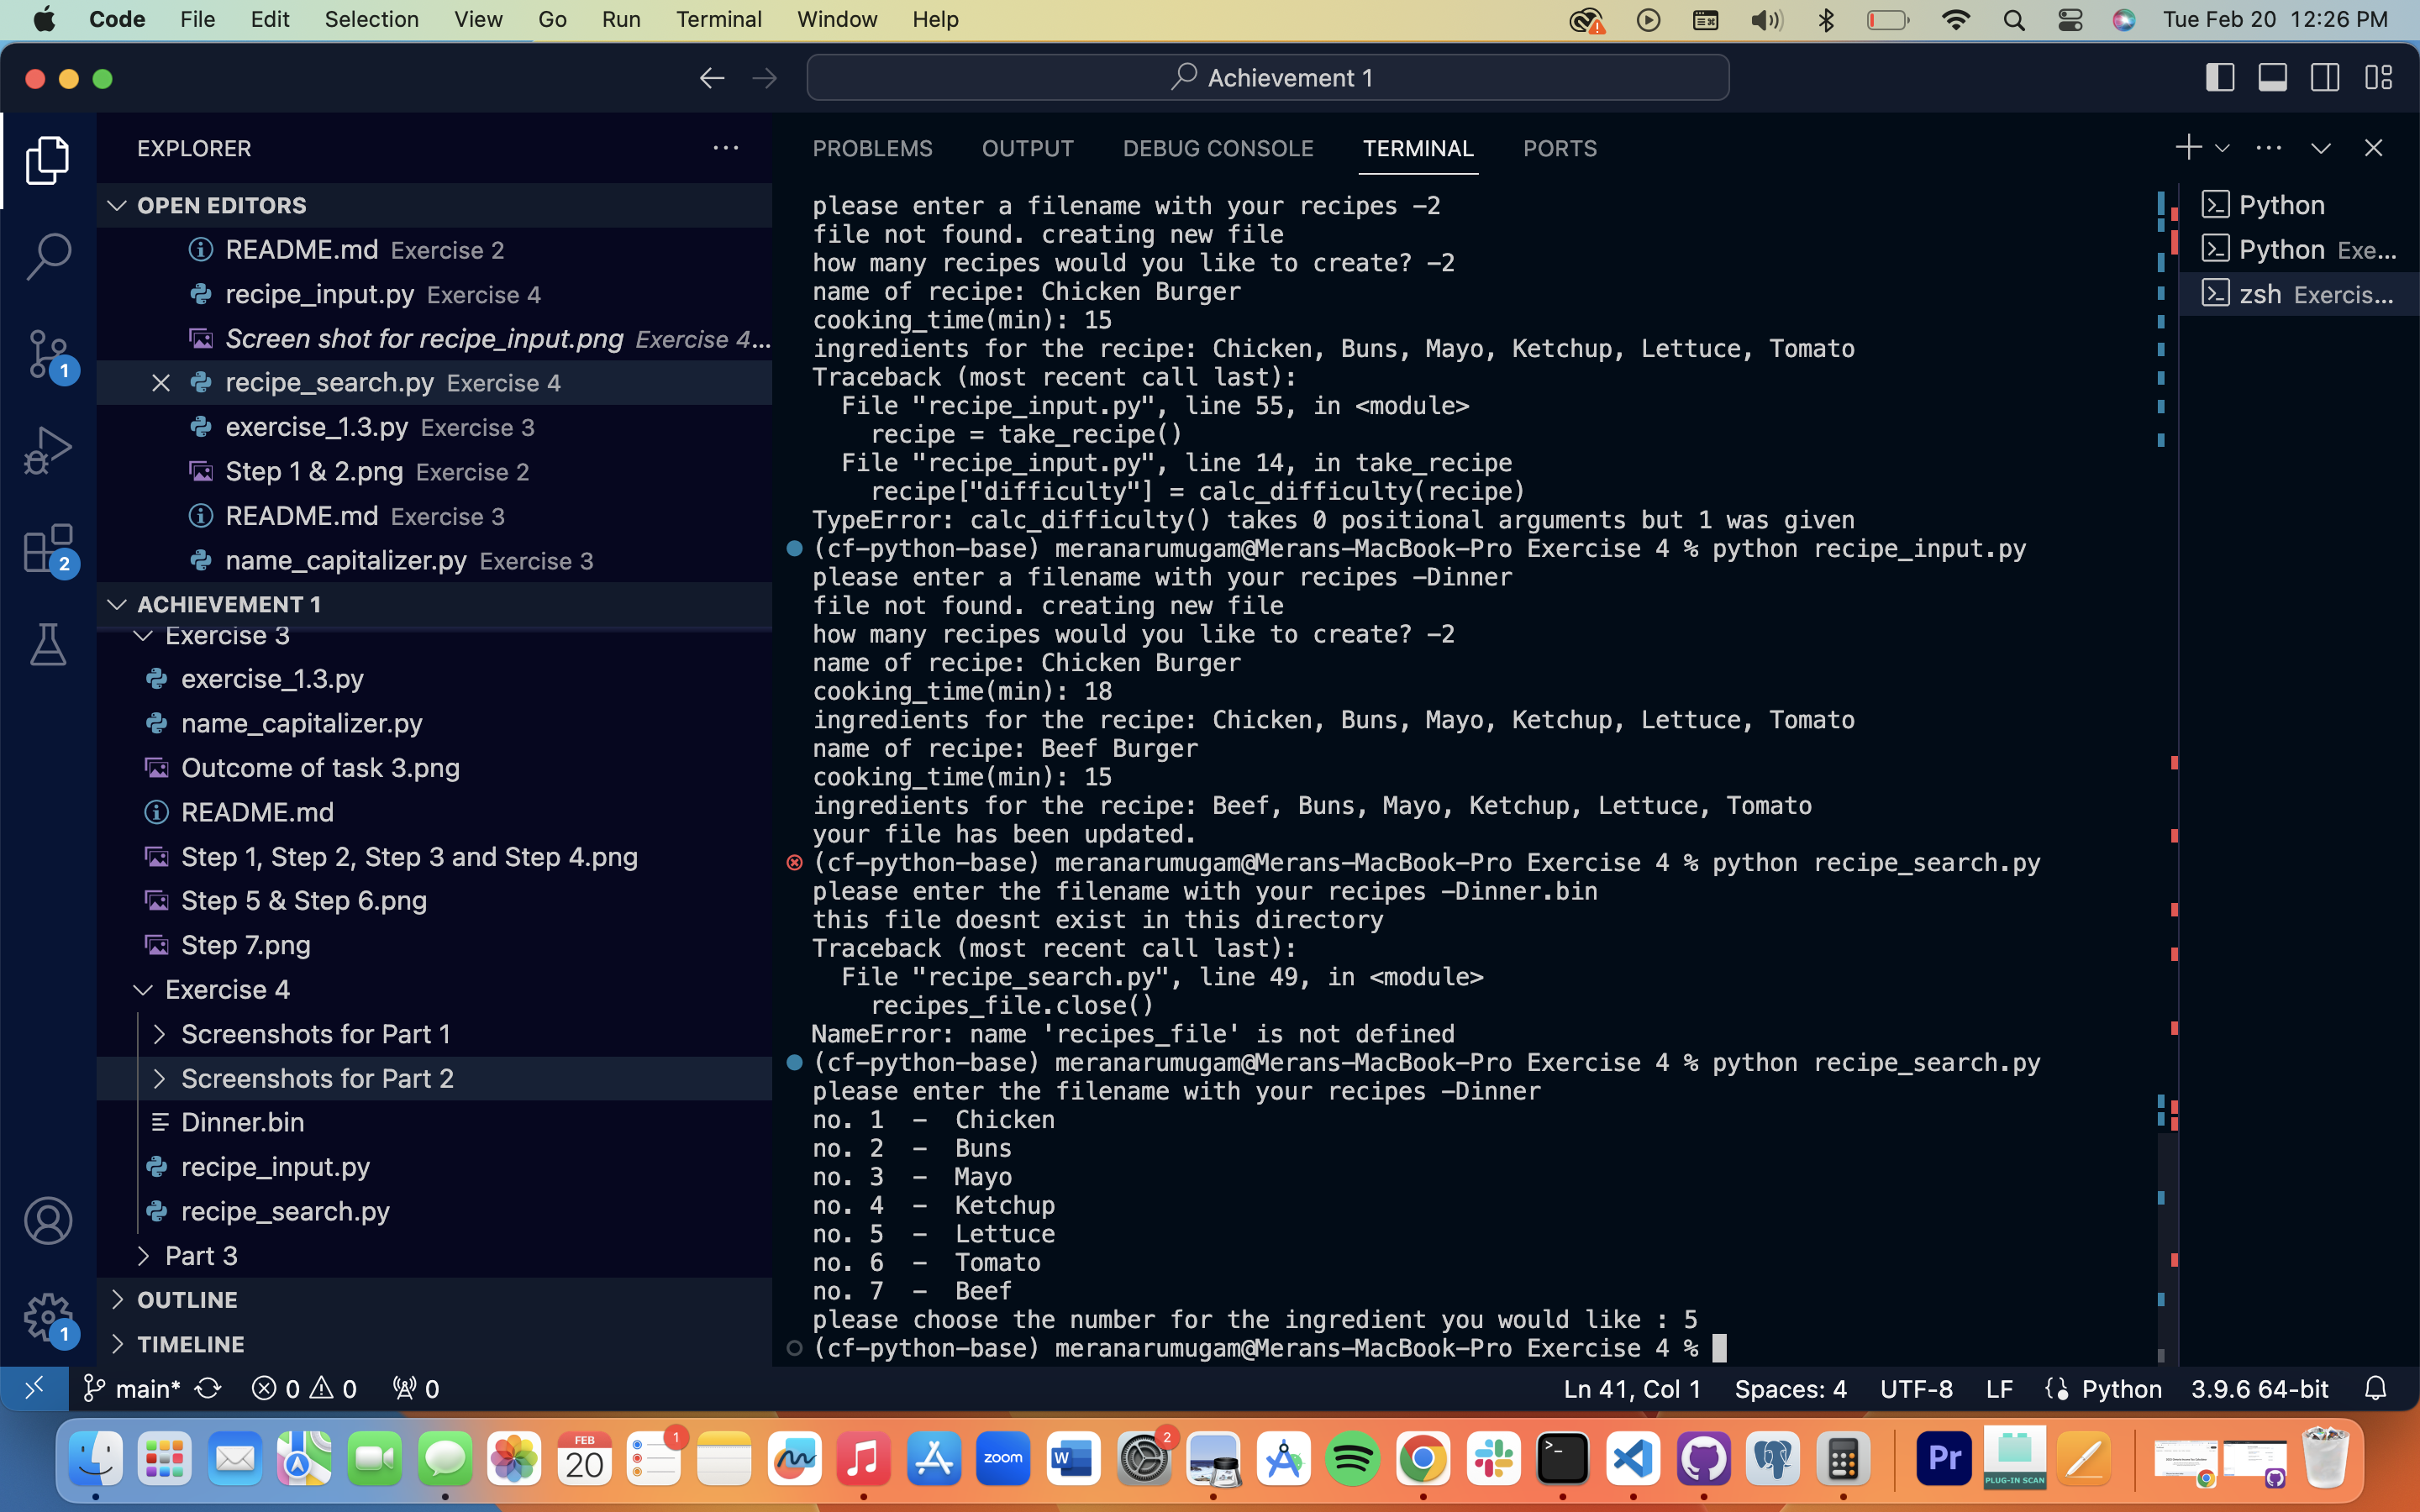 Code File Edit Selection View Go Run Terminal Window Help Tue Feb 20 12:26 PM
Achievement 1
EXPLORER
OPEN EDITORS
README.md Exercise 2
recipe_input.py Exercise 4
Screen shot for recipe_input.png Exercise 4...
recipe_search.py Exercise 4
exercise_1.3.py Exercise 3
Step 1 & 2.png Exercise 2
README.md Exercise 3
name_capitalizer.py Exercise 3
ACHIEVEMENT 1
Exercise 3
exercise_1.3.py
name_capitalizer.py
Outcome of task 3.png
README.md
Step 1, Step 2, Step 3 and Step 4.png
Step 5 & Step 6.png
Step 7.png
Exercise 4
Screenshots for Part 1
Screenshots for Part 2
Dinner.bin
recipe_input.py
recipe_search.py
Part 3
OUTLINE
TIMELINE
1
2
1
PROBLEMS OUTPUT DEBUG CONSOLE TERMINAL PORTS
please enter a filename with your recipes -2
file not found. creating new file
how many recipes would you like to create? -2
name of recipe: Chicken Burger
cooking_time(min): 15
ingredients for the recipe: Chicken, Buns, Mayo, Ketchup, Lettuce, Tomato
Traceback (most recent call last):
File "recipe_input.py", line 55, in <module>
recipe = take_recipe()
File "recipe_input.py", line 14, in take_recipe
recipe["difficulty"] = calc_difficulty(recipe)
TypeError: calc_difficulty() takes 0 positional arguments but 1 was given
(cf-python-base) meranarumugam@Merans-MacBook-Pro Exercise 4 % python recipe_input.py
please enter a filename with your recipes -Dinner
file not found. creating new file
how many recipes would you like to create? -2
name of recipe: Chicken Burger
cooking_time(min): 18
ingredients for the recipe: Chicken, Buns, Mayo, Ketchup, Lettuce, Tomato
name of recipe: Beef Burger
cooking_time(min): 15
ingredients for the recipe: Beef, Buns, Mayo, Ketchup, Lettuce, Tomato
your file has been updated.
(cf-python-base) meranarumugam@Merans-MacBook-Pro Exercise 4 % python recipe_search.py
please enter the filename with your recipes -Dinner.bin
this file doesnt exist in this directory
Traceback (most recent call last):
File "recipe_search.py", line 49, in <module>
recipes_file.close()
NameError: name 'recipes_file' is not defined
(cf-python-base) meranarumugam@Merans-MacBook-Pro Exercise 4 % python recipe_search.py
please enter the filename with your recipes -Dinner
no. 1 - Chicken
no. 2 - Buns
no. 3 - Mayo
no. 4 - Ketchup
no. 5 - Lettuce
no. 6 - Tomato
no. 7 - Beef
please choose the number for the ingredient you would like : 5
(cf-python-base) meranarumugam@Merans-MacBook-Pro Exercise 4 %
Python
Python Exe...
zsh Exercis...
main* 0 0 0 Ln 41, Col 1 Spaces: 4 UTF-8 LF Python 3.9.6 64-bit
FEB
20
1
zoom
W
2
Pr
PLUG-IN SCAN